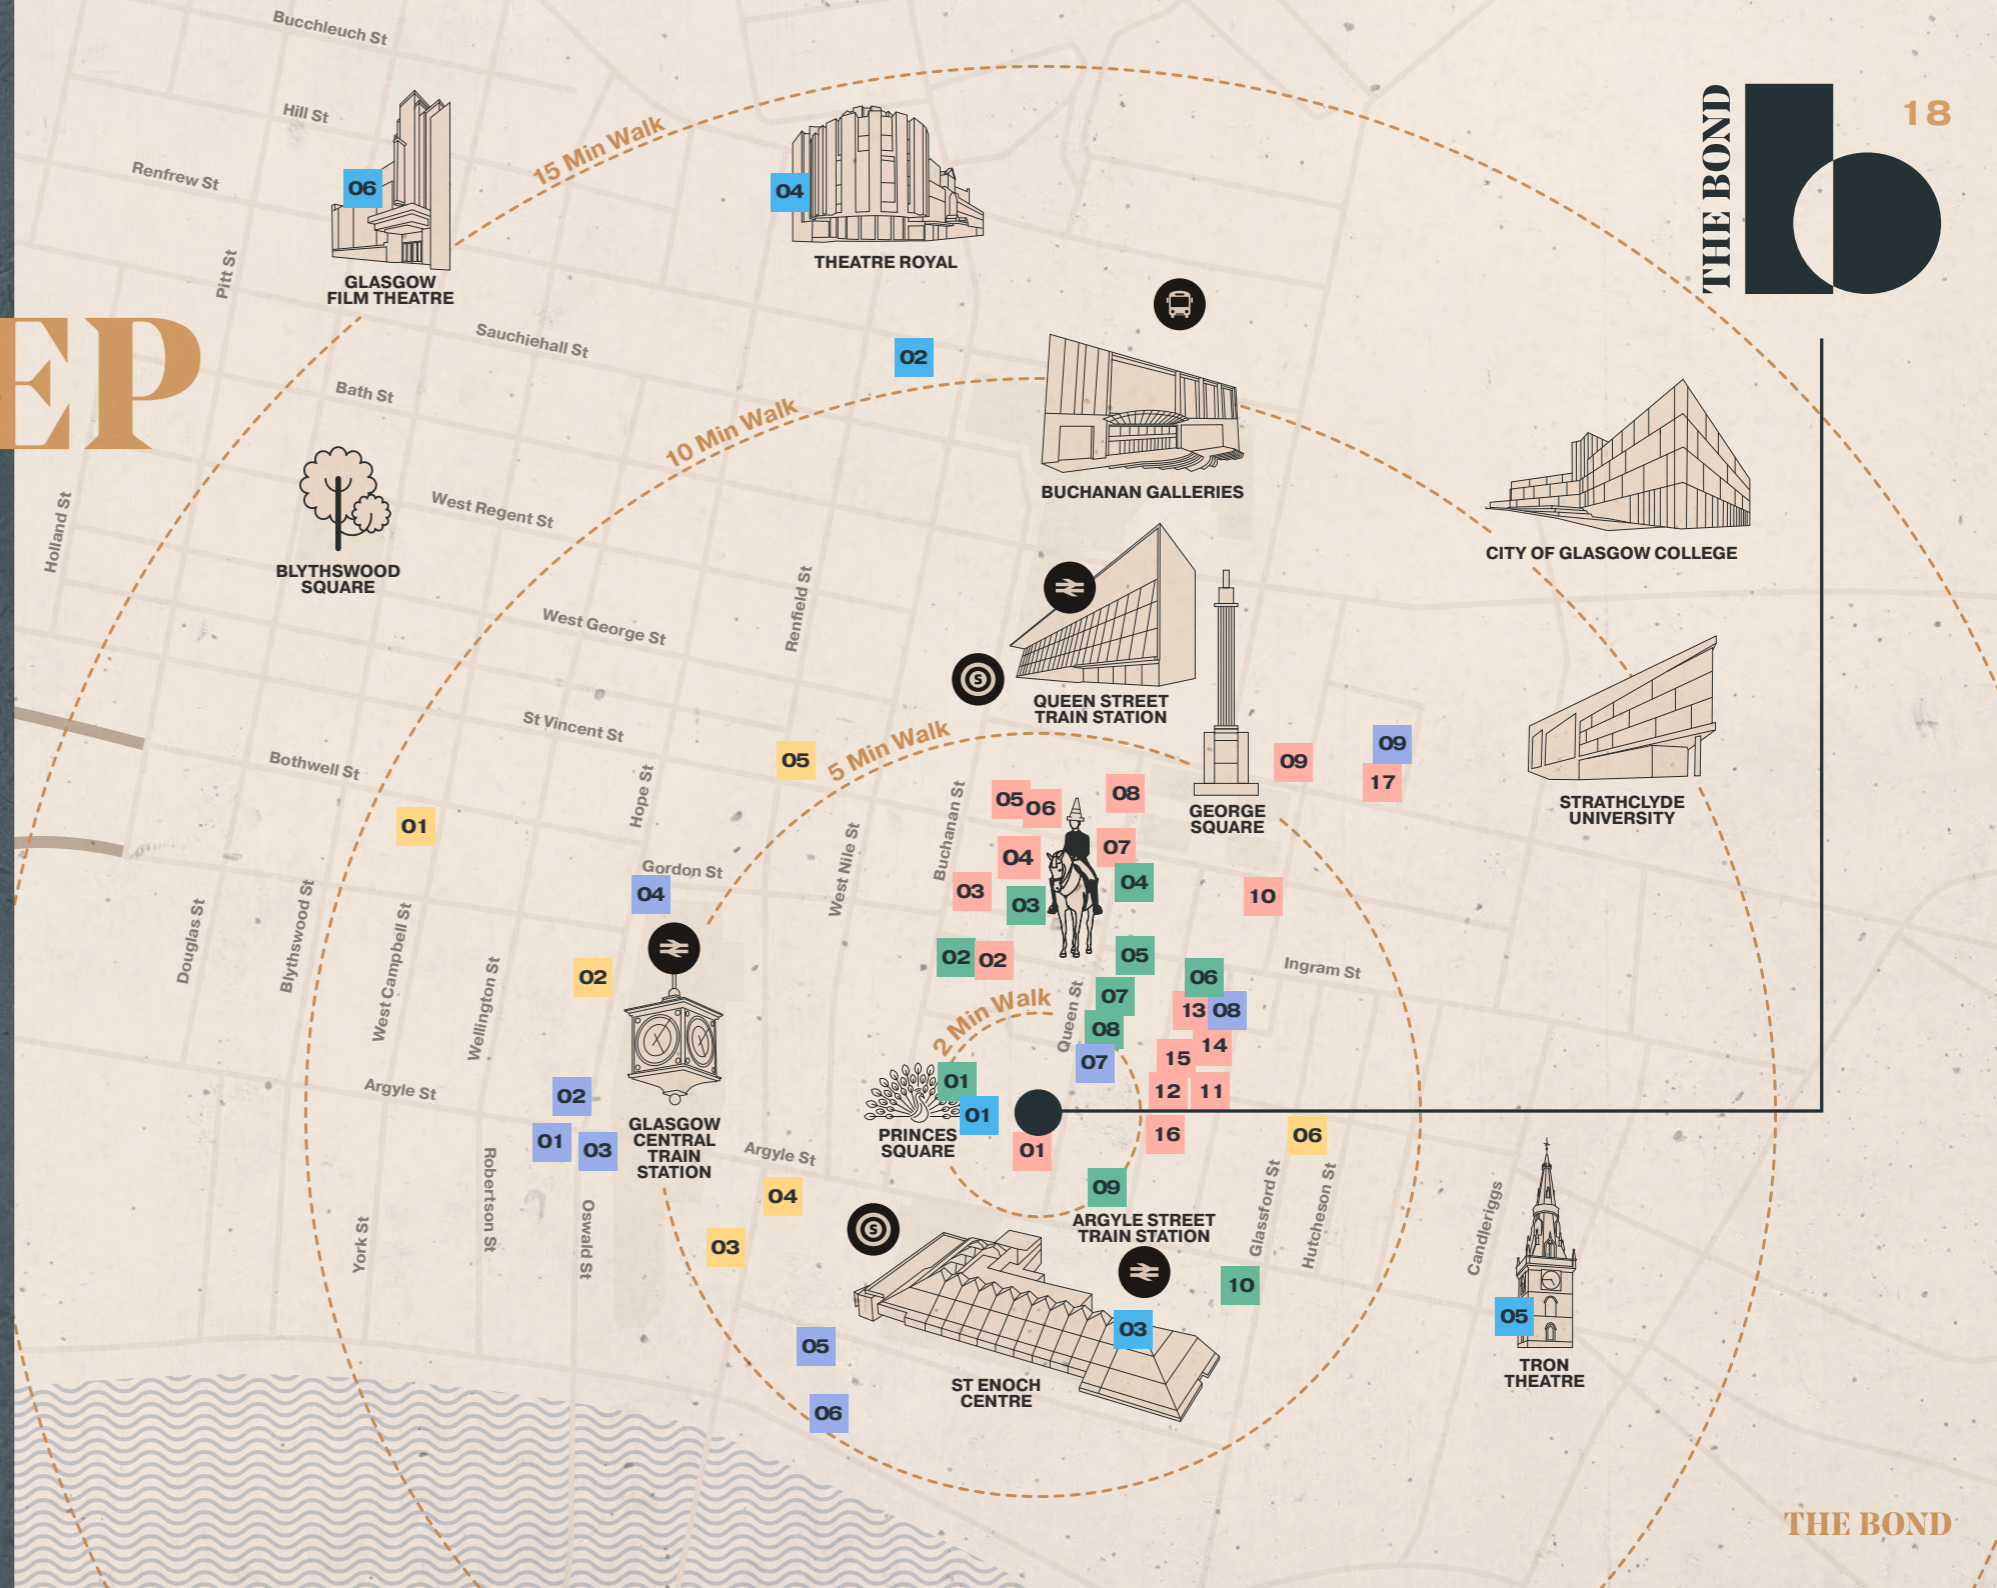 Bucchleuch St
Hill St
Renfrew St
Pitt St
15 Min Walk
06
GLASGOW
FILM THEATRE
04
THEATRE ROYAL
THE BOND
18
EP
Sauchiehall St
02
Bath St
10 Min Walk
BUCHANAN GALLERIES
CITY OF GLASGOW COLLEGE
Holland St
West Regent St
BLYTHSWOOD
SQUARE
West George St
Renfield St
S
QUEEN STREET
TRAIN STATION
St Vincent St
5 Min Walk
05
Bothwell St
Hope St
01
09
09
17
GEORGE
SQUARE
STRATHCLYDE
UNIVERSITY
Buchanan St
05
06
08
04
07
03
03
04
10
West Nile St
Gordon St
04
Douglas St
Blythswood St
West Campbell St
Wellington St
02
02
02
05
Ingram St
06
Queen St
07
08
07
13
08
14
15
12
11
16
2 Min Walk
01
01
PRINCES
SQUARE
01
Argyle St
02
01
03
GLASGOW
CENTRAL
TRAIN
STATION
Argyle St
04
03
Robertson St
Oswald St
York St
S
09
ARGYLE STREET
TRAIN STATION
06
Glassford St
Hutcheson St
Candleriggs
10
03
05
TRON
THEATRE
ST ENOCH
CENTRE
05
06
THE BOND